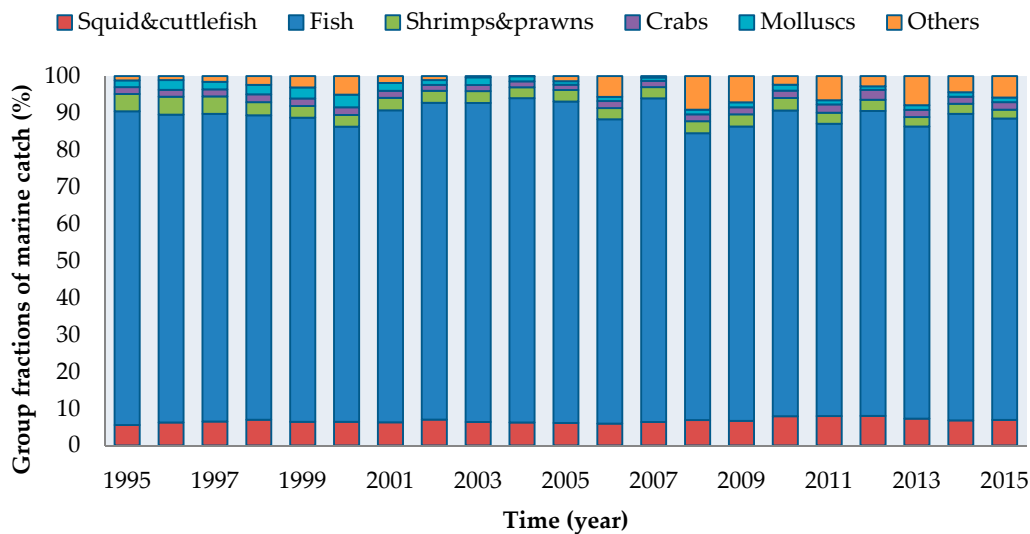 Squid&cuttlefish Fish Shrimps&prawns Crabs Molluscs Others
Group fractions of marine catch (%)
100
90
80
70
60
50
40
30
20
10
0
1995 1997 1999 2001 2003 2005 2007 2009 2011 2013 2015
Time (year)